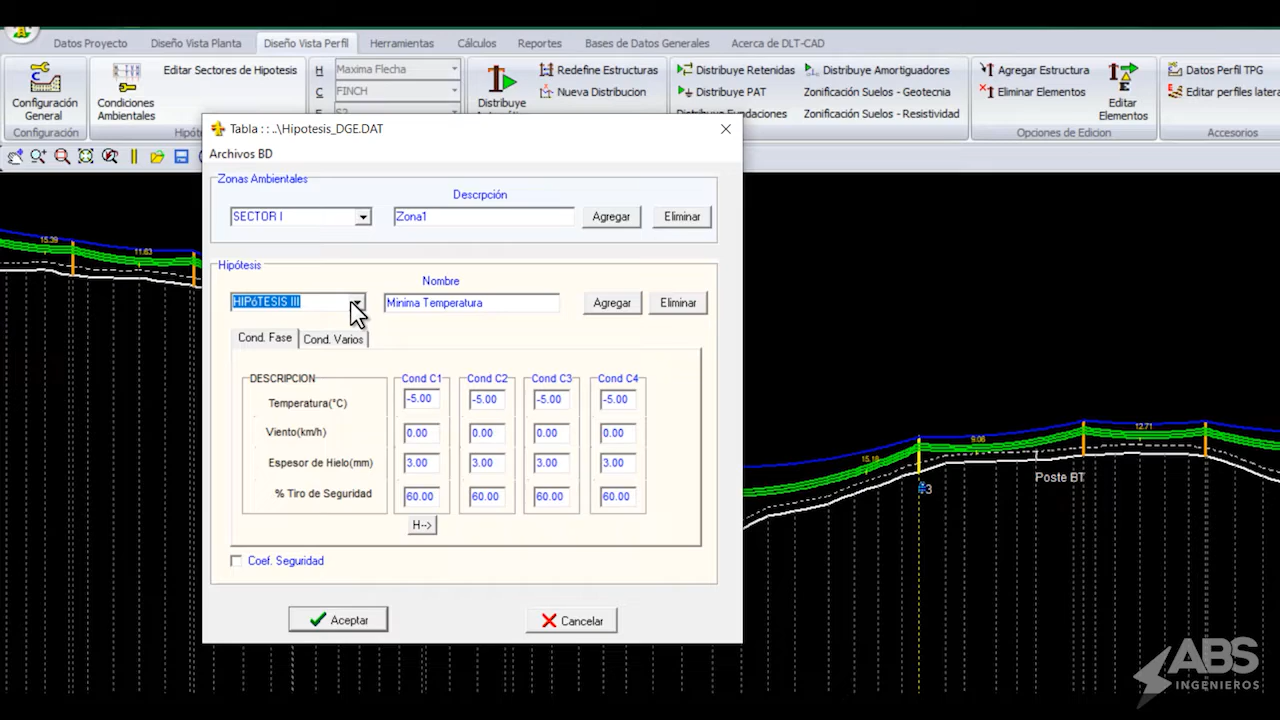 Datos Proyecto Diseño Vista Planta Diseño Vista Perfil Herramientas Cálculos Reportes Bases de Datos Generales Acerca de DLT-CAD
Configuración
General
Configuración
Condiciones
Ambientales
Editar Sectores de Hipotesis
H Maxima Flecha
C FINCH
Distribuye
Redefine Estructuras
Nueva Distribucion
Distribuye Retenidas
Distribuye PAT
Distribuye Fundaciones
Distribuye Amortiguadores
Zonificación Suelos - Geotecnia
Zonificación Suelos - Resistividad
Agregar Estructura
Eliminar Elementos
Editar
Elementos
Opciones de Edicion
Datos Perfil TPG
Editar perfiles latera
Accesorios
Tabla : : ..\Hipotesis_DGE.DAT
Archivos BD
Zonas Ambientales
Descrpción
SECTOR I Zona1 Agregar Eliminar
Hipótesis
Nombre
HIPóTESIS III Minima Temperatura Agregar Eliminar
Cond. Fase Cond. Varios
DESCRIPCION Cond C1 Cond C2 Cond C3 Cond C4
Temperatura(°C) -5.00 -5.00 -5.00 -5.00
Viento(km/h) 0.00 0.00 0.00 0.00
Espesor de Hielo(mm) 3.00 3.00 3.00 3.00
% Tiro de Seguridad 60.00 60.00 60.00 60.00
H-->
Coef. Seguridad
Aceptar Cancelar
15.39
11.63
15.16
9.06
12.71
Poste BT
3
ABS
INGENIEROS